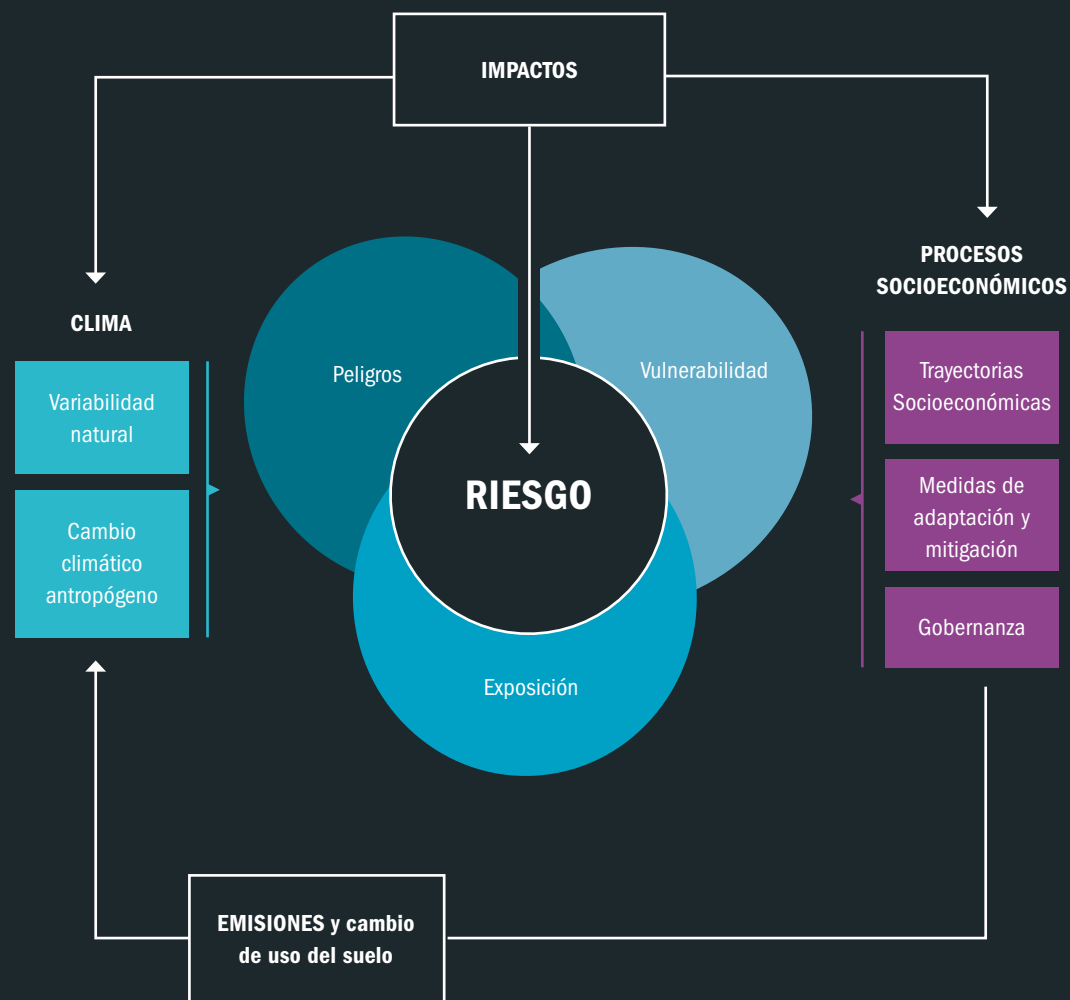 IMPACTOS
CLIMA
Variabilidad
natural
Cambio
climático
antropógeno
Peligros
Vulnerabilidad
RIESGO
Exposición
PROCESOS
SOCIOECONÓMICOS
Trayectorias
Socioeconómicas
Medidas de
adaptación y
mitigación
Gobernanza
EMISIONES y cambio
de uso del suelo